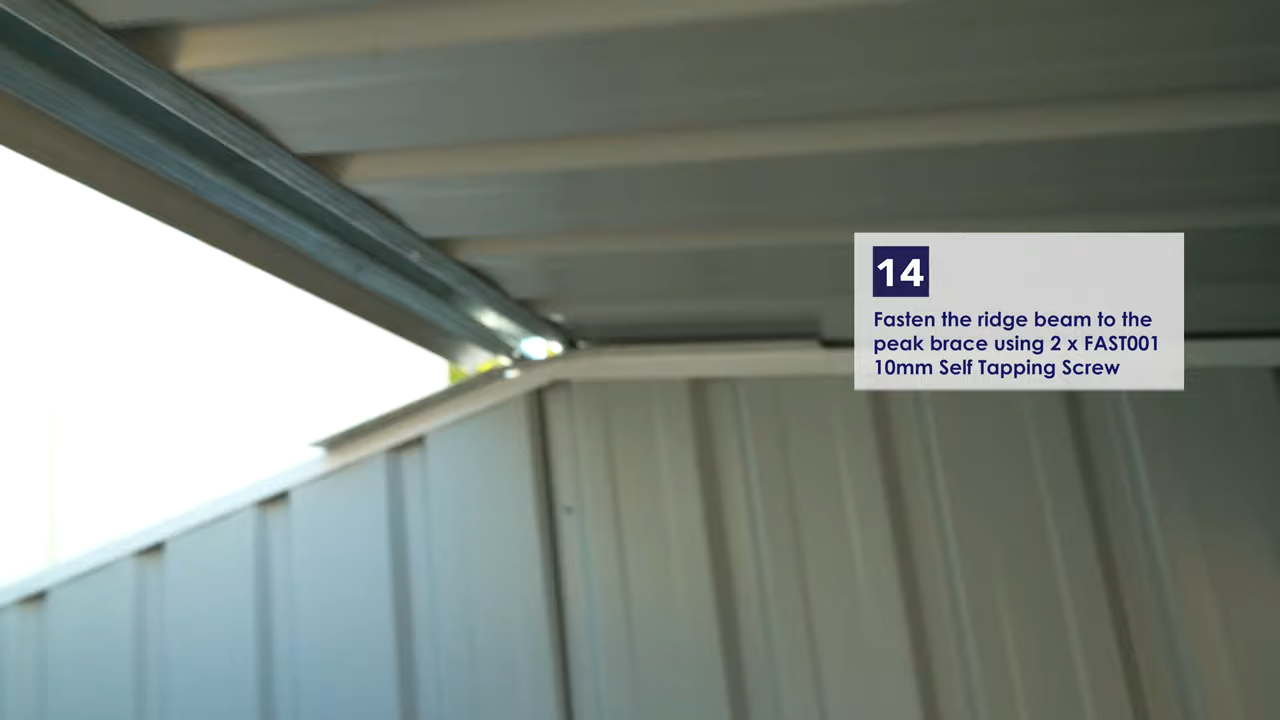 14
Fasten the ridge beam to the
peak brace using 2 x FAST001
10mm Self Tapping Screw